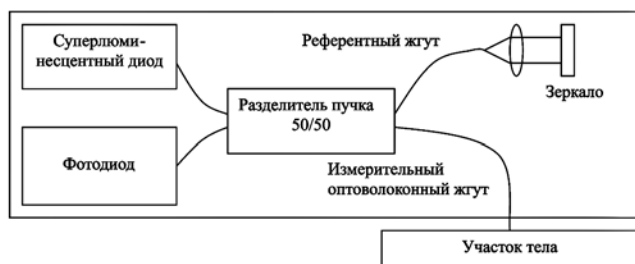 Суперлюми-
несцентный диод
Референтный жгут
Зеркало
Разделитель пучка
50/50
Фотодиод
Измерительный
оптоволоконный жгут
Участок тела